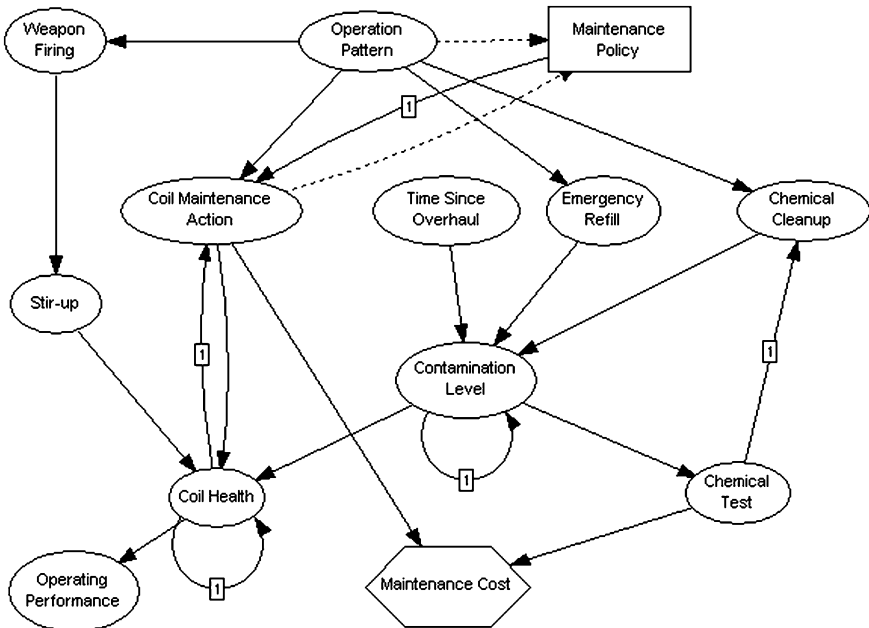 Weapon
Firing
Operation
Pattern
Maintenance
Policy
1
Coil Maintenance
Action
Time Since
Overhaul
Emergency
Refill
Chemical
Cleanup
Stir-up
1
1
Contamination
Level
1
Coil Health
Chemical
Test
1
Operating
Performance
Maintenance Cost